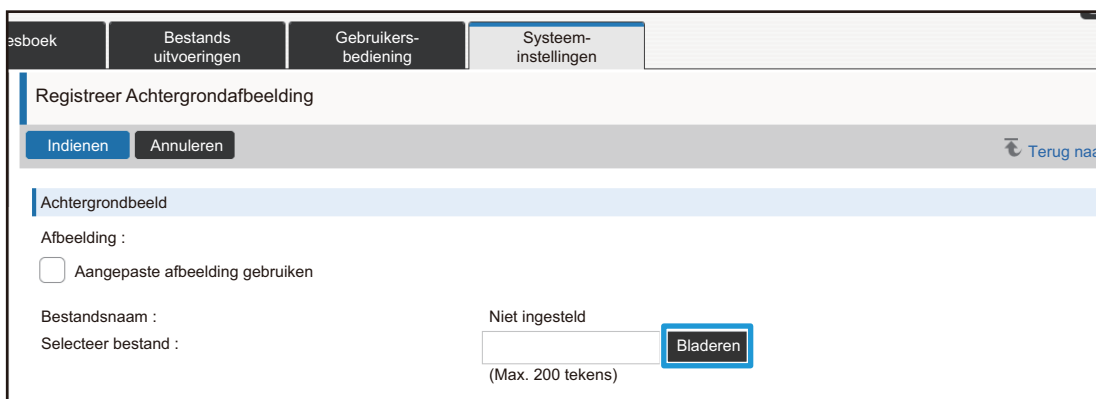 esboek
Bestands
uitvoeringen
Gebruikers-
bediening
Systeem-
instellingen
Registreer Achtergrondafbeelding
Indienen
Annuleren
Terug naa
Achtergrondbeeld
Afbeelding :
Aangepaste afbeelding gebruiken
Bestandsnaam :
Niet ingesteld
Selecteer bestand :
Bladeren
(Max. 200 tekens)